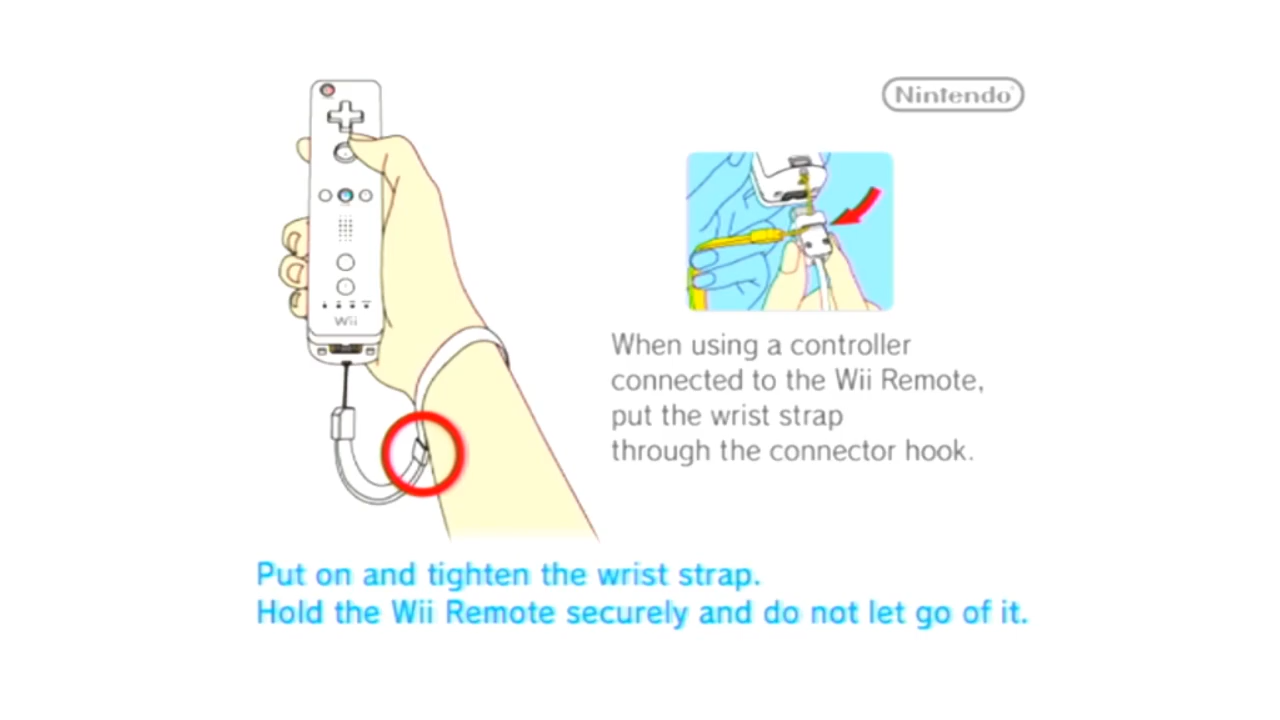 Nintendo
Wii
When using a controller
connected to the Wii Remote,
put the wrist strap
through the connector hook.
Put on and tighten the wrist strap.
Hold the Wii Remote securely and do not let go of it.